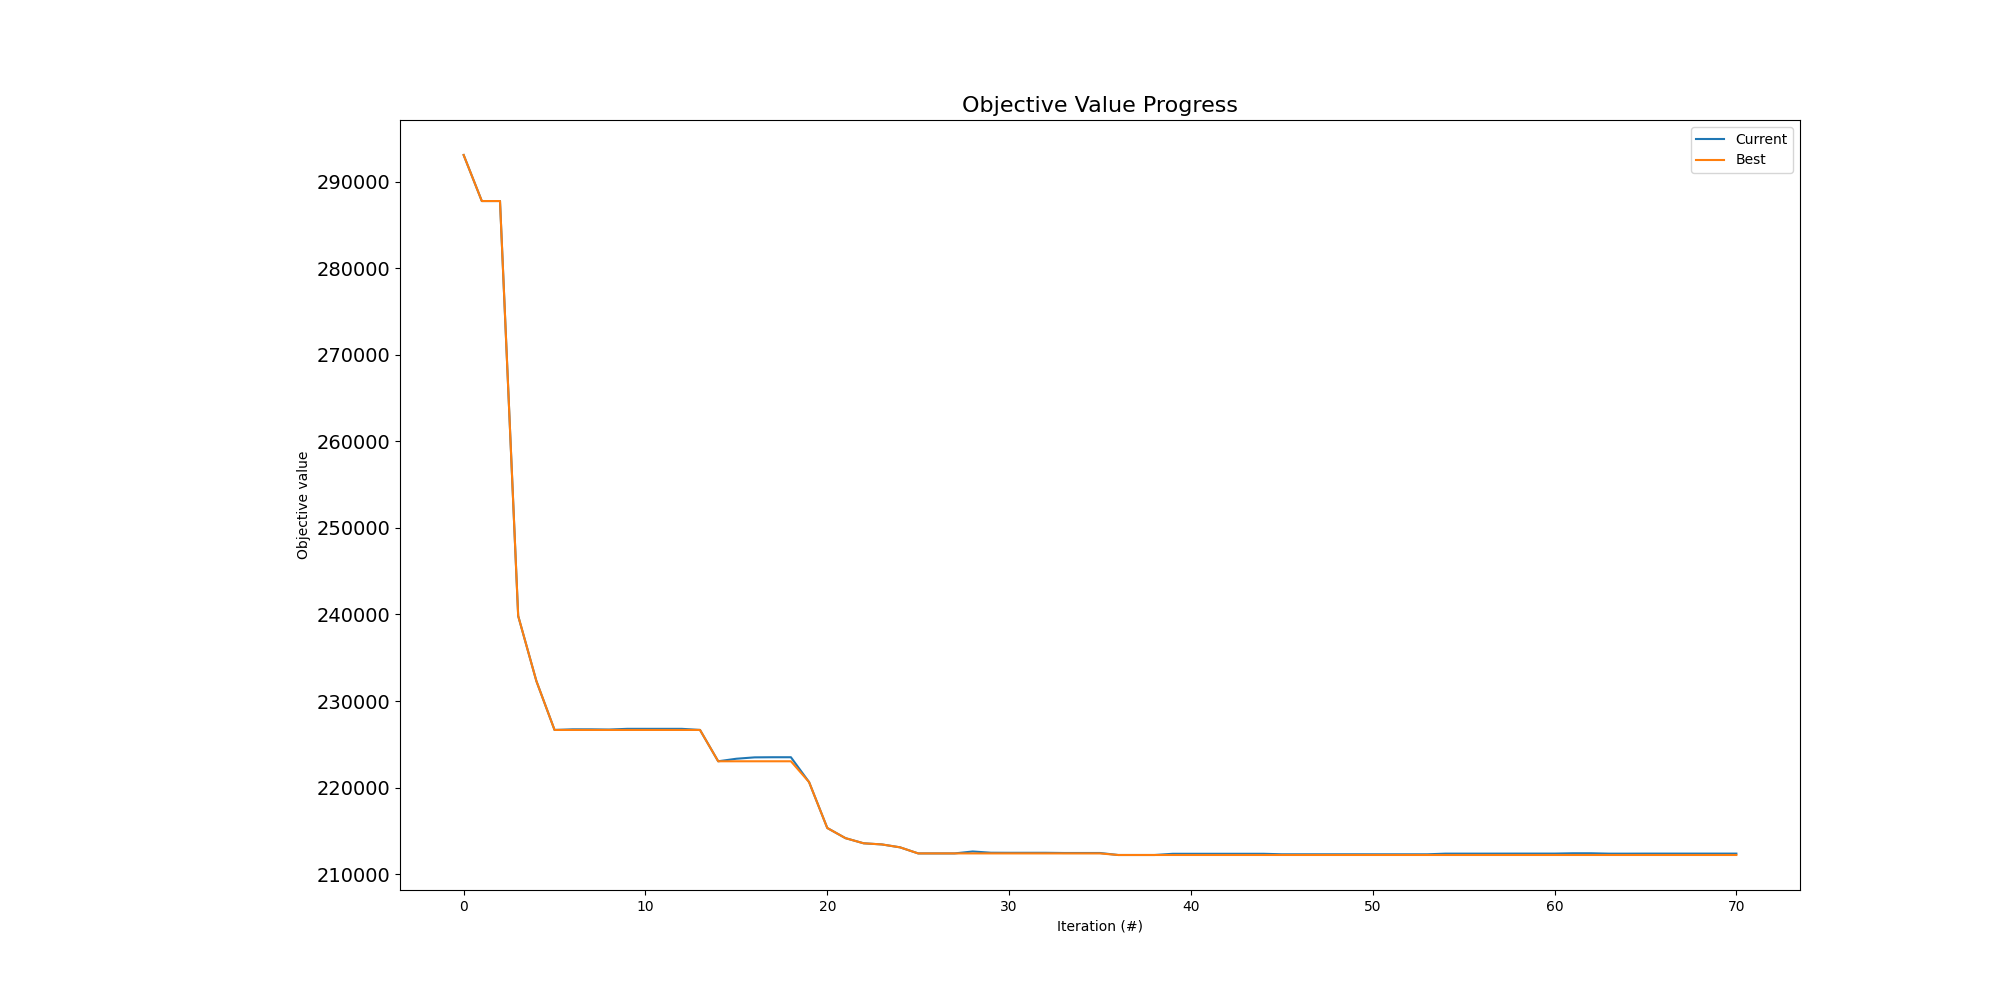 Objective Value Progress
Current
Best
290000
280000
270000
260000
250000
240000
230000
220000
210000
Objective value
0 10 20 30 40 50 60 70
Iteration (#)